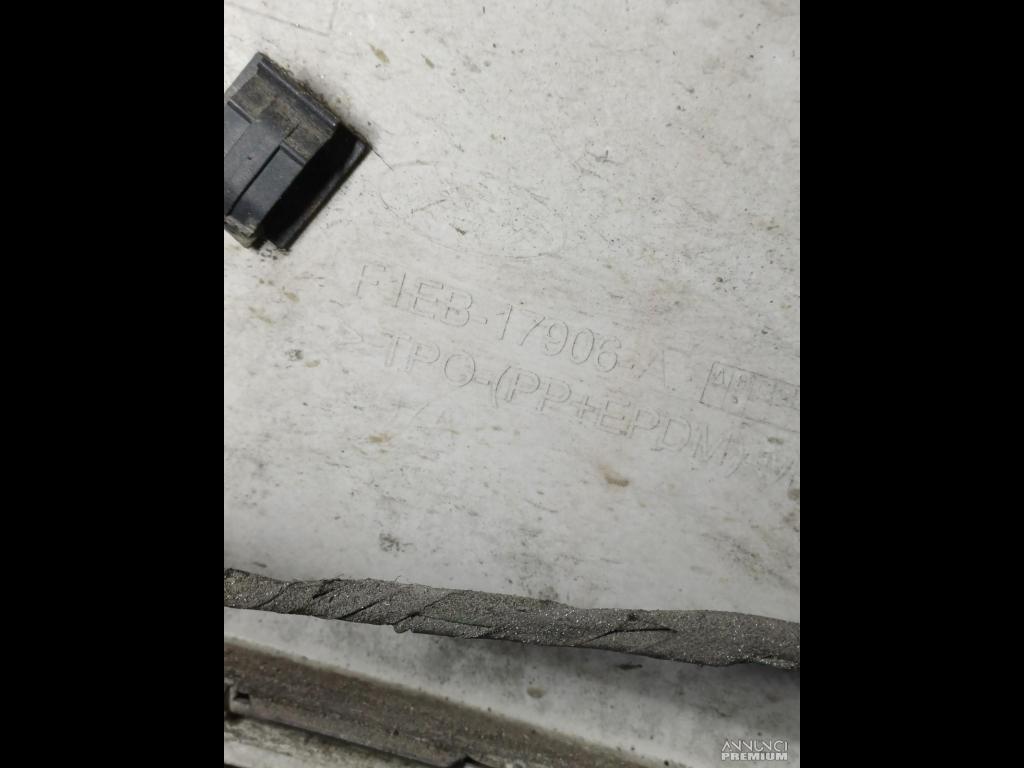 F1EB-17906-A
>TPO-(PP+EPDM)
ANNUNCI
PREMIUM